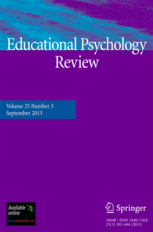 Educational Psychology
Review
Volume 25 Number 3
September 2013
Available
online
Springer